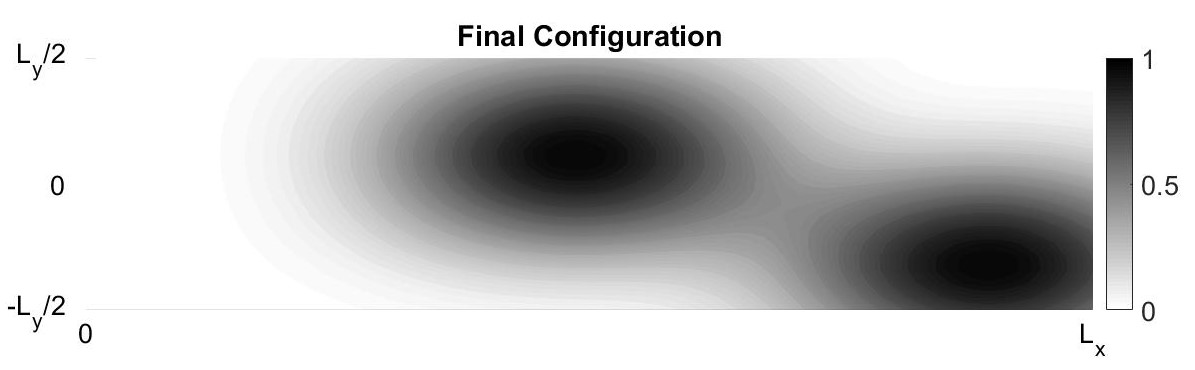 Final Configuration
L_y/2
0
-L_y/2
0
L_x
1
0.5
0